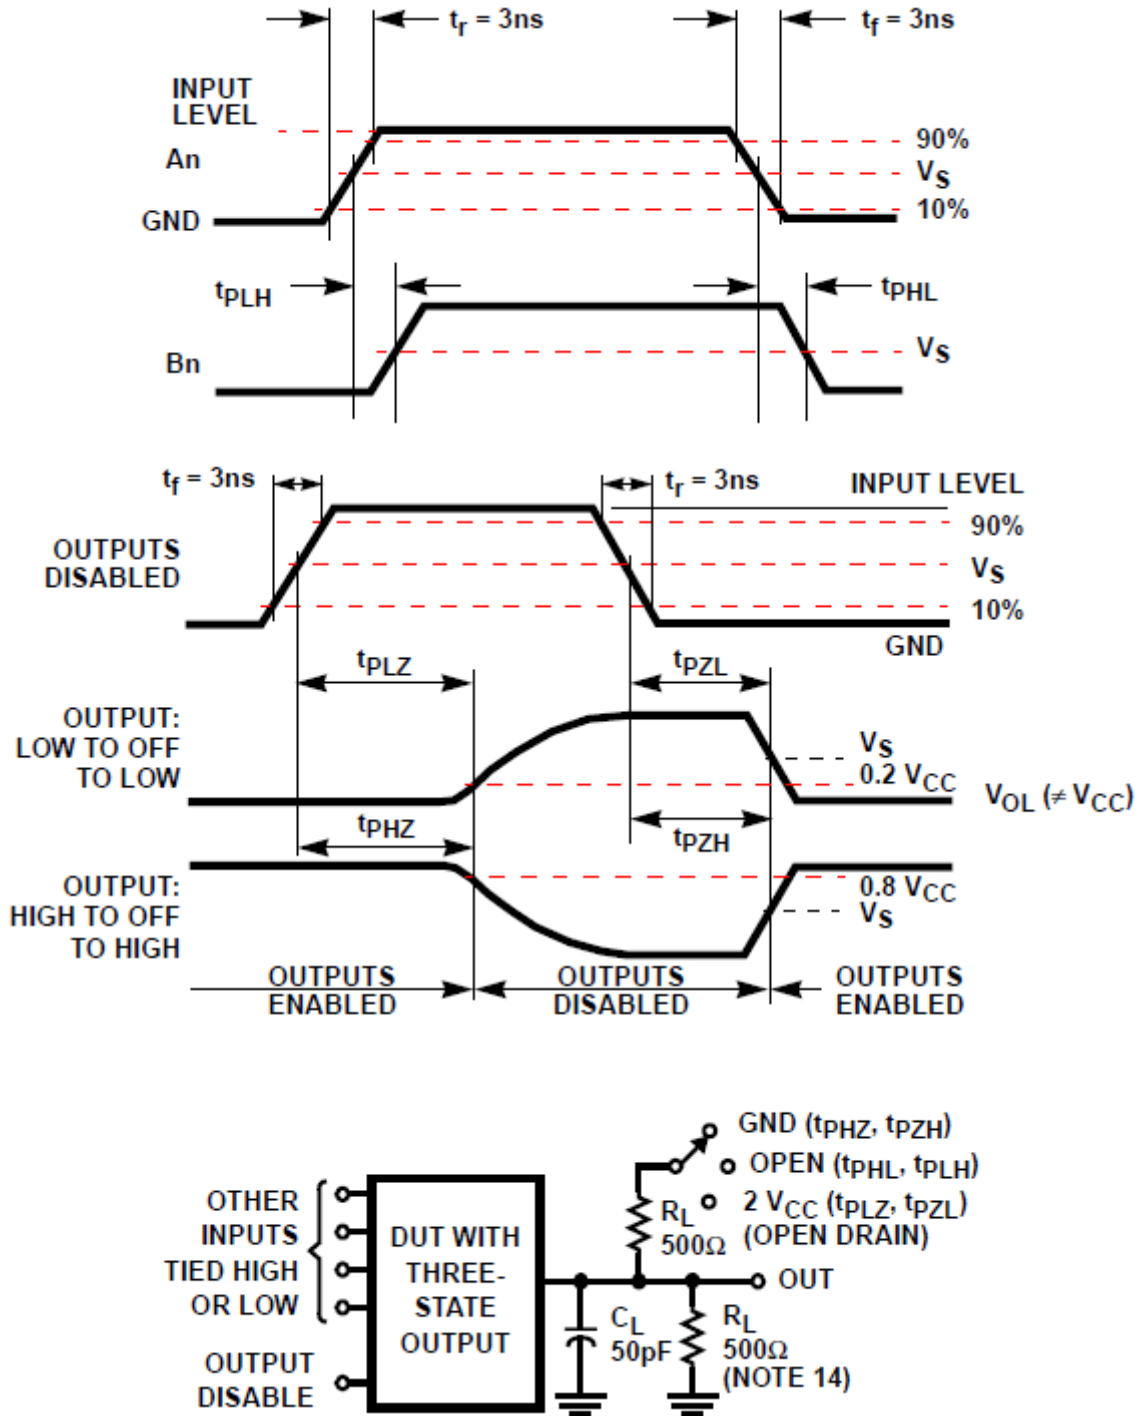 tr = 3ns
tf = 3ns
INPUT
LEVEL
An
GND
90%
VS
10%
tPLH
tPHL
Bn
VS
tf = 3ns
tr = 3ns
INPUT LEVEL
90%
OUTPUTS
DISABLED
VS
10%
GND
tPLZ
tPZL
OUTPUT:
LOW TO OFF
TO LOW
VS
0.2 VCC
VOL (≠ VCC)
tPHZ
tPZH
OUTPUT:
HIGH TO OFF
TO HIGH
0.8 VCC
VS
OUTPUTS
ENABLED
OUTPUTS
DISABLED
OUTPUTS
ENABLED
GND (tPHZ, tPZH)
OPEN (tPHL, tPLH)
2 VCC (tPLZ, tPZL)
(OPEN DRAIN)
RL
500Ω
OTHER
INPUTS
TIED HIGH
OR LOW
DUT WITH
THREE-
STATE
OUTPUT
OUT
CL
50pF
RL
500Ω
(NOTE 14)
OUTPUT
DISABLE